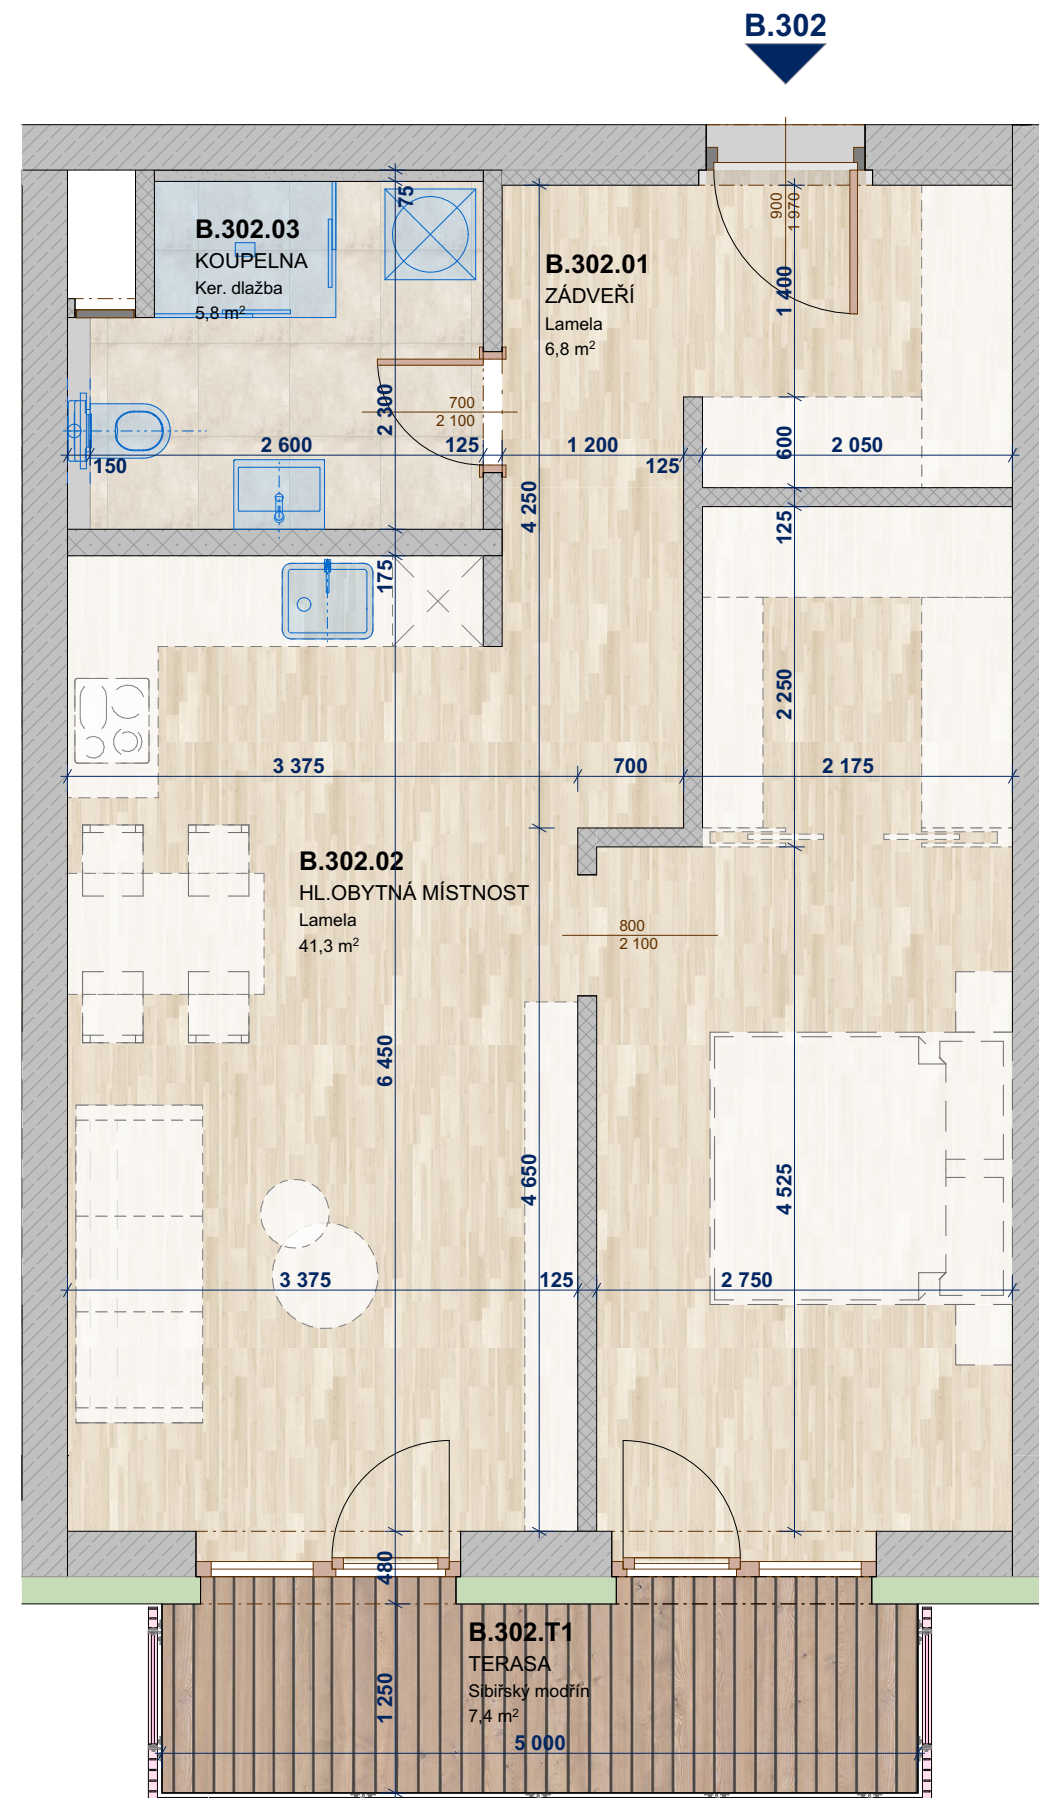 B.302
B.302.03
KOUPELNA
Ker. dlažba
5,8 m²
75
B.302.01
ZÁDVEŘÍ
Lamela
6,8 m²
900
1 970
1 400
700
2 100
2 300
150
2 600
125
1 200
125
600
2 050
4 250
125
175
2 250
3 375
700
2 175
B.302.02
HL.OBYTNÁ MÍSTNOST
Lamela
41,3 m²
800
2 100
6 450
4 650
4 525
3 375
125
2 750
480
B.302.T1
TERASA
Sibiřský modřín
7,4 m²
1 250
5 000